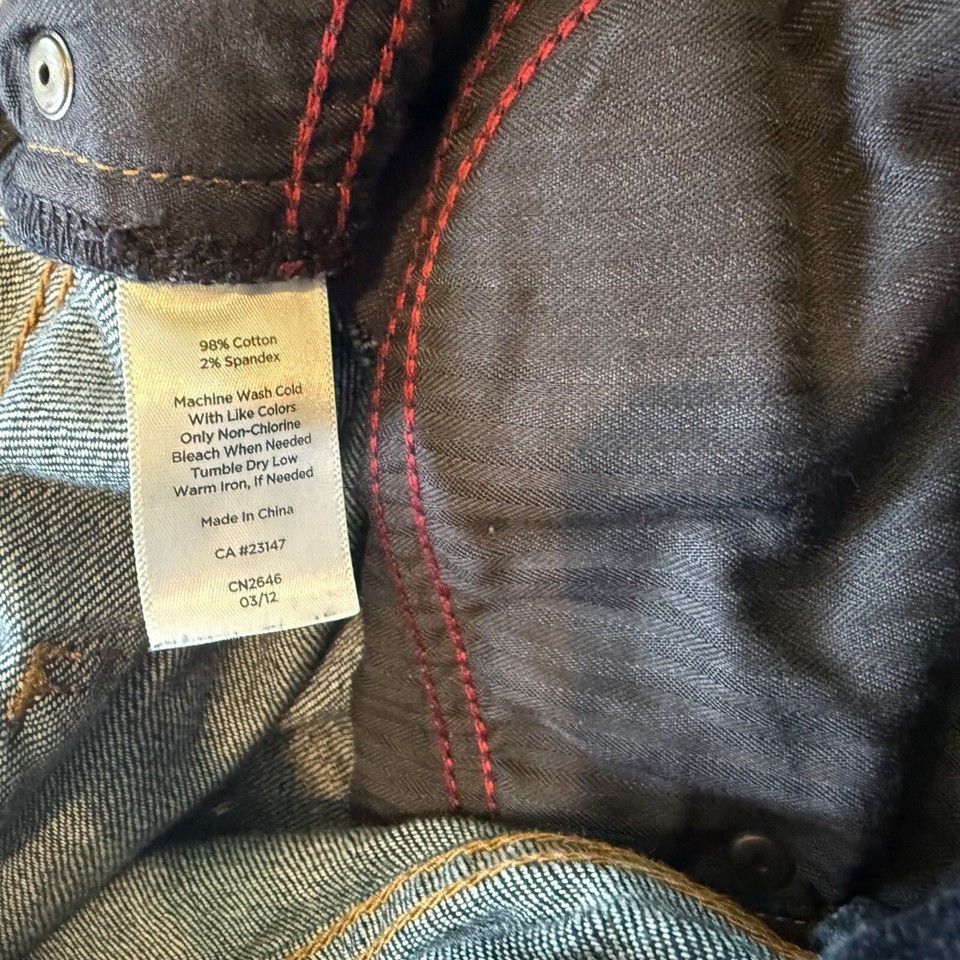 98% Cotton
2% Spandex
Machine Wash Cold
With Like Colors
Only Non-Chlorine
Bleach When Needed
Tumble Dry Low
Warm Iron, If Needed
Made In China
CA #23147
CN2646
03/12